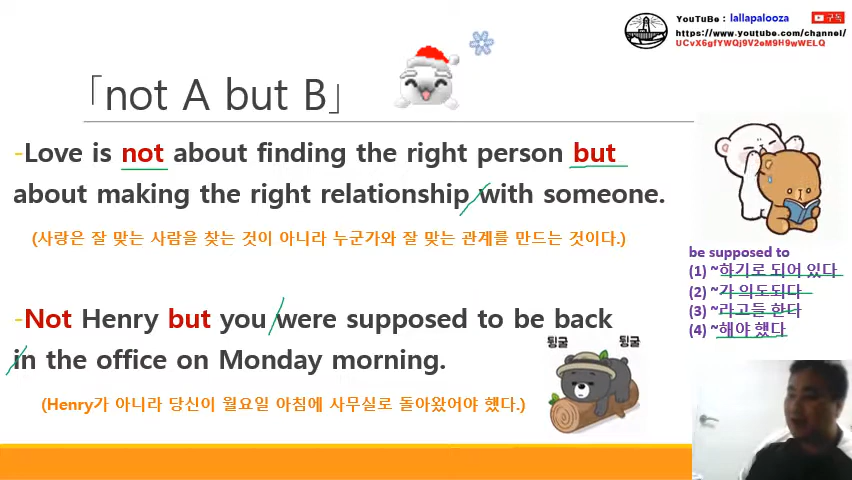 YouTuBe : lallapalooza
구독
https://www.youtube.com/channel/
UCvX6gfYWQj9V2eM9H9wWELQ
「not A but B」
-Love is not about finding the right person but
about making the right relationship with someone.
(사랑은 잘 맞는 사람을 찾는 것이 아니라 누군가와 잘 맞는 관계를 만드는 것이다.)
be supposed to
(1) ~하기로 되어 있다
(2) ~가 의도되다
(3) ~라고들 한다
(4) ~해야 했다
-Not Henry but you were supposed to be back
in the office on Monday morning.
(Henry가 아니라 당신이 월요일 아침에 사무실로 돌아왔어야 했다.)
뒹굴
뒹굴